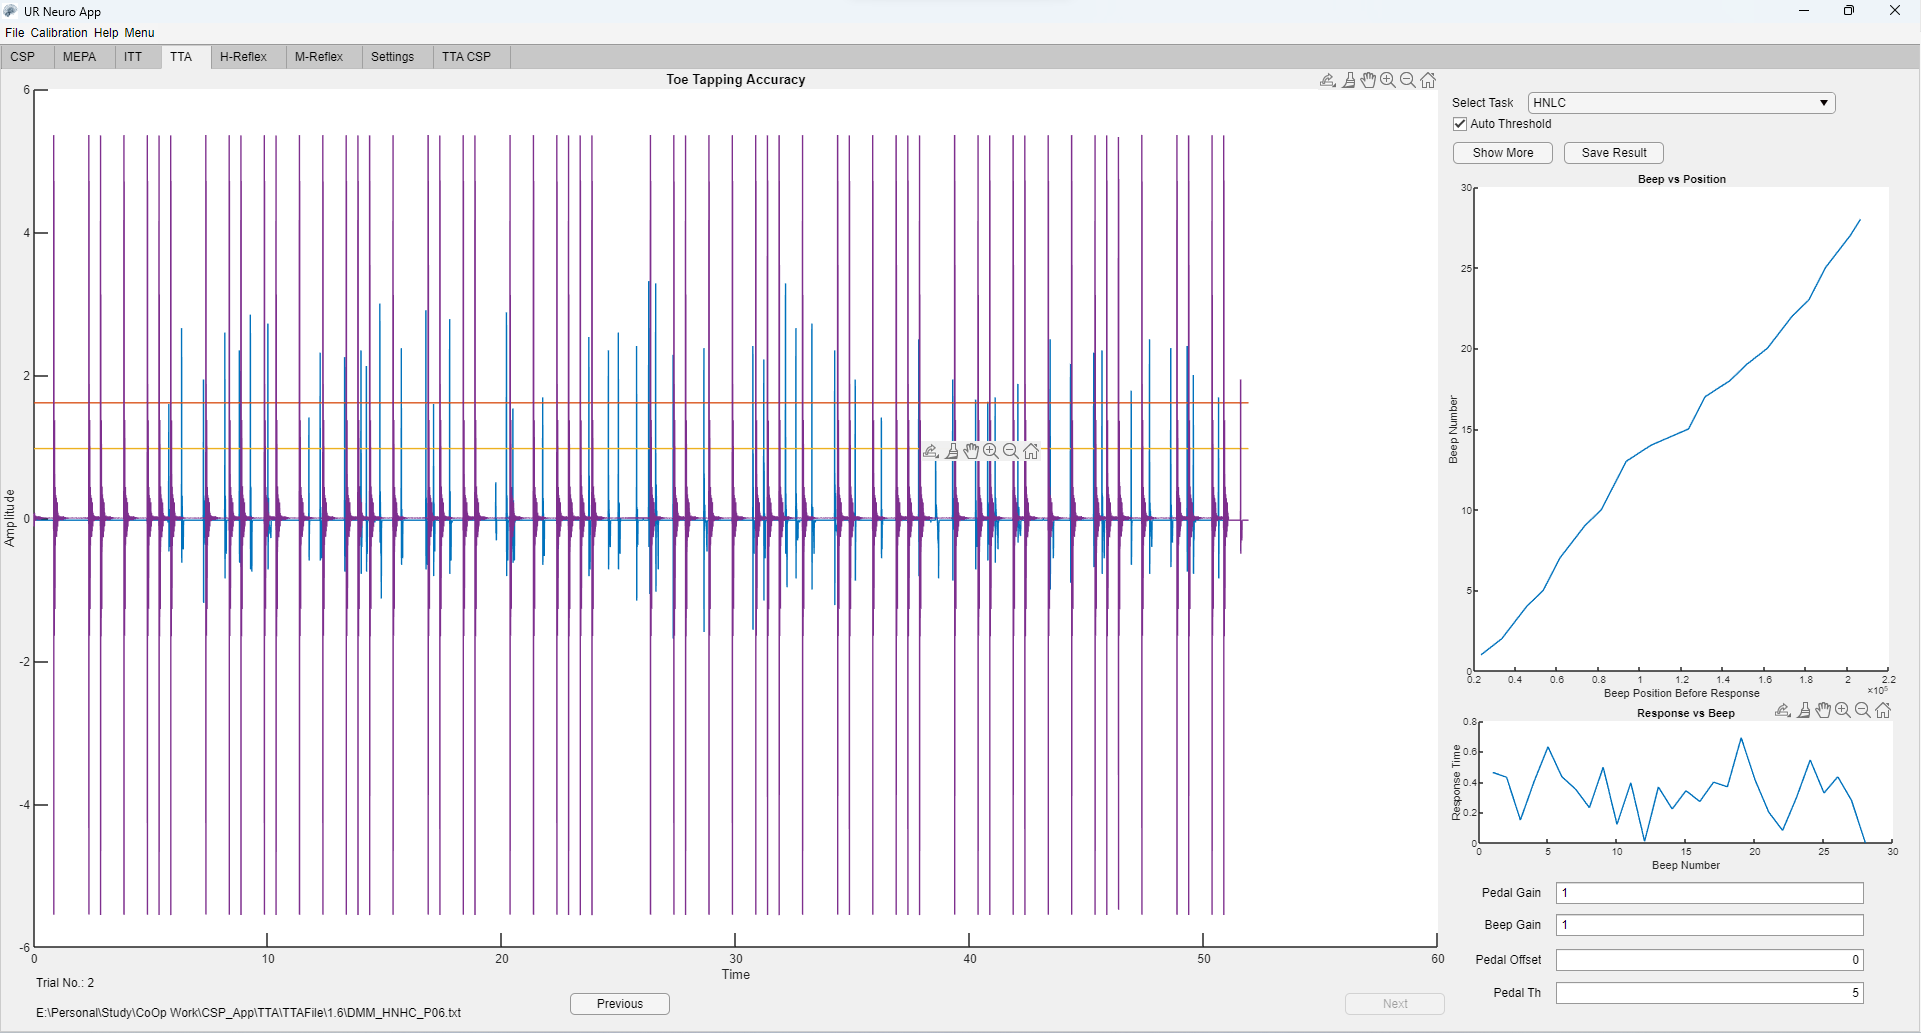 UR Neuro App
File Calibration Help Menu
CSP MEPA ITT TTA H-Reflex M-Reflex Settings TTA CSP
Toe Tapping Accuracy
6
4
2
0
-2
-4
-6
Amplitude
0 10 20 30 40 50 60
Time
Trial No.: 2
E:\Personal\Study\CoOp Work\CSP_App\TTA\TTAFile\1.6\DMM_HNHC_P06.txt
Previous
Next
Select Task HNLC
Auto Threshold
Show More Save Result
Beep vs Position
30
25
20
15
10
5
0
Beep Number
0.2 0.4 0.6 0.8 1 1.2 1.4 1.6 1.8 2 2.2
×10⁵
Beep Position Before Response
Response vs Beep
0.8
0.6
0.4
0.2
0
Response Time
0 5 10 15 20 25 30
Beep Number
Pedal Gain 1
Beep Gain 1
Pedal Offset 0
Pedal Th 5